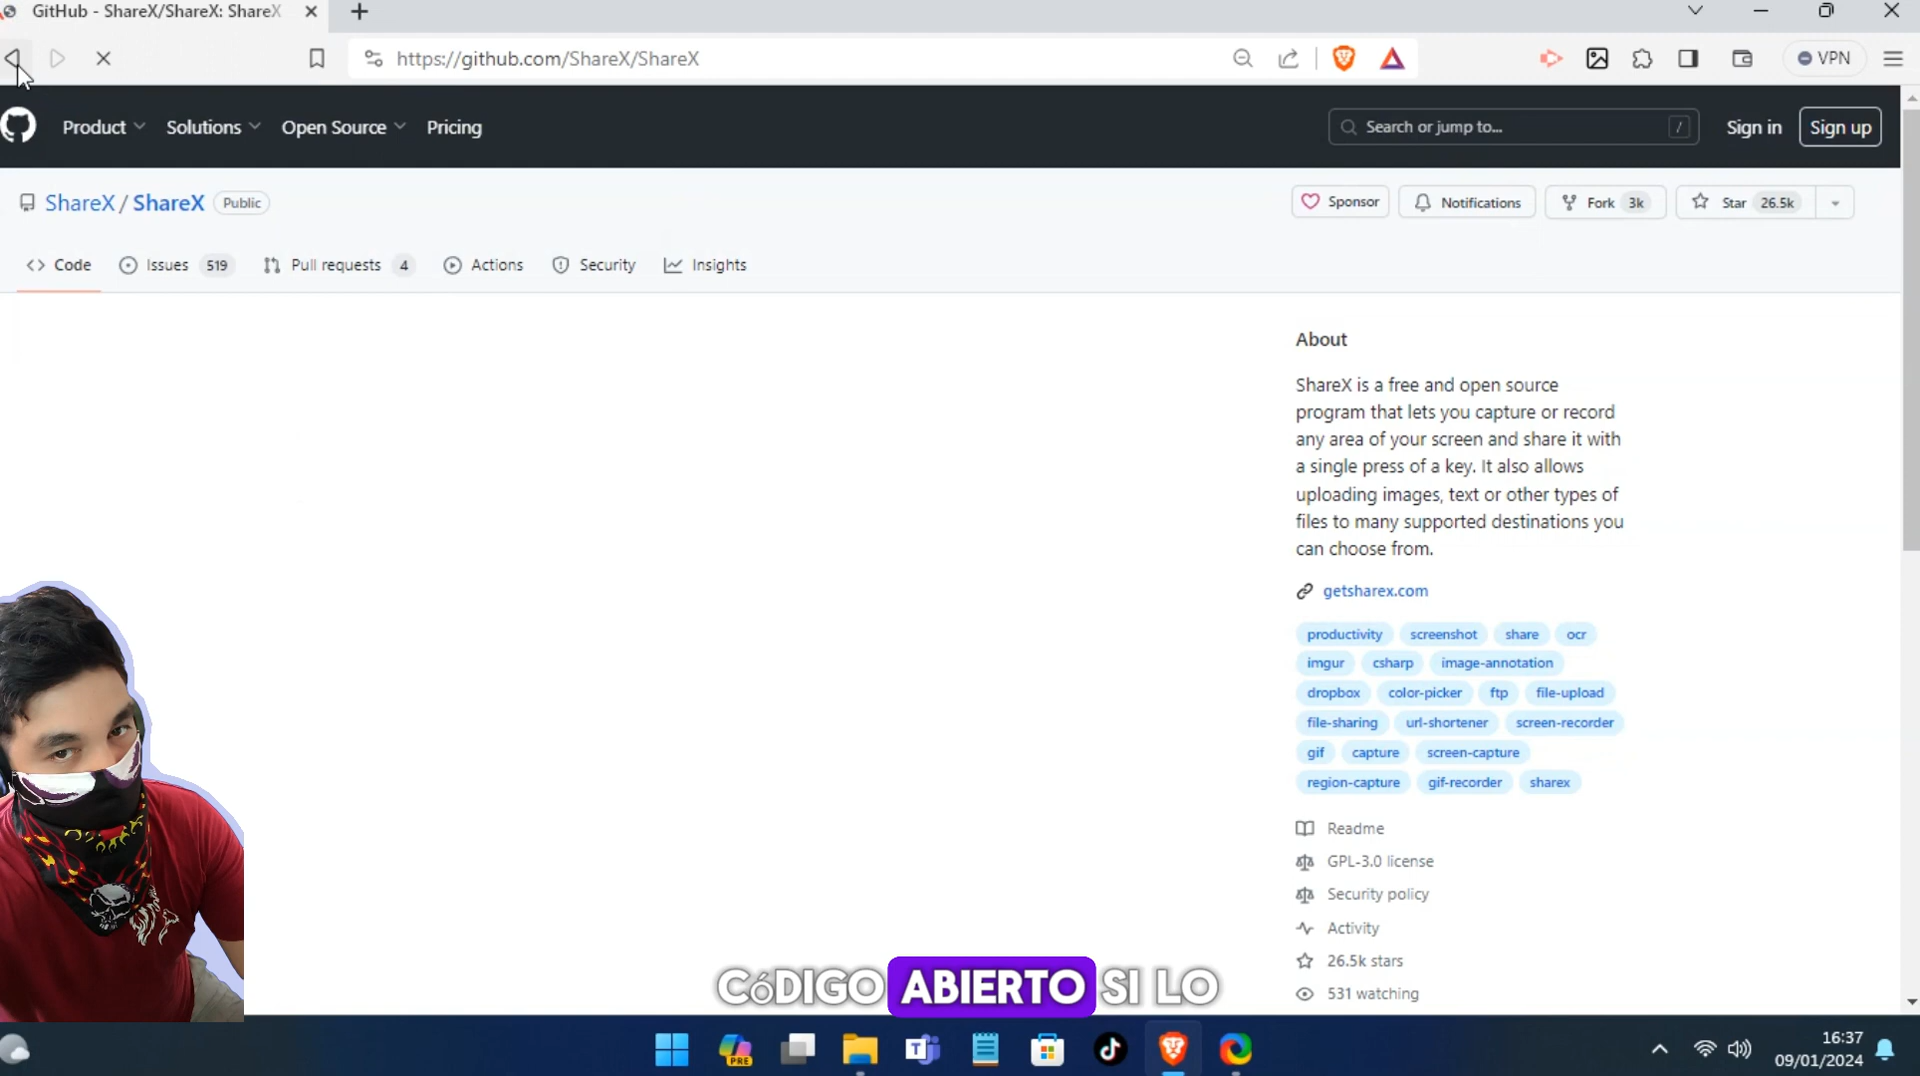 GitHub - ShareX/ShareX: ShareX
https://github.com/ShareX/ShareX
VPN
Product
Solutions
Open Source
Pricing
Search or jump to...
/
Sign in
Sign up
ShareX / ShareX
Public
Sponsor
Notifications
Fork 3k
Star 26.5k
Code
Issues 519
Pull requests 4
Actions
Security
Insights
About
ShareX is a free and open source
program that lets you capture or record
any area of your screen and share it with
a single press of a key. It also allows
uploading images, text or other types of
files to many supported destinations you
can choose from.
getsharex.com
productivity screenshot share ocr
imgur csharp image-annotation
dropbox color-picker ftp file-upload
file-sharing url-shortener screen-recorder
gif capture screen-capture
region-capture gif-recorder sharex
Readme
GPL-3.0 license
Security policy
Activity
26.5k stars
531 watching
CóDIGO ABIERTO SI LO
PRE
T
16:37
09/01/2024